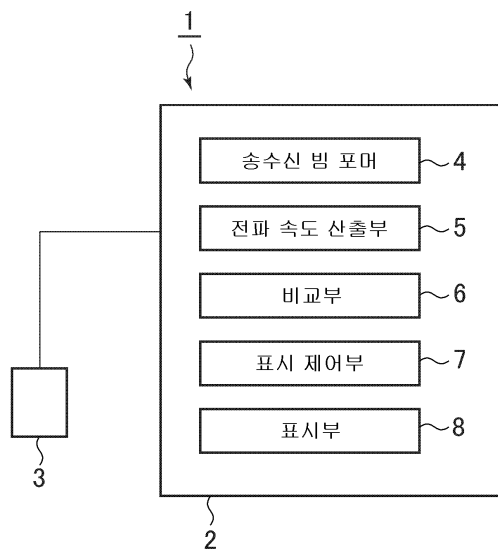 1
송수신 빔 포머 4
전파 속도 산출부 5
비교부 6
표시 제어부 7
표시부 8
3
2